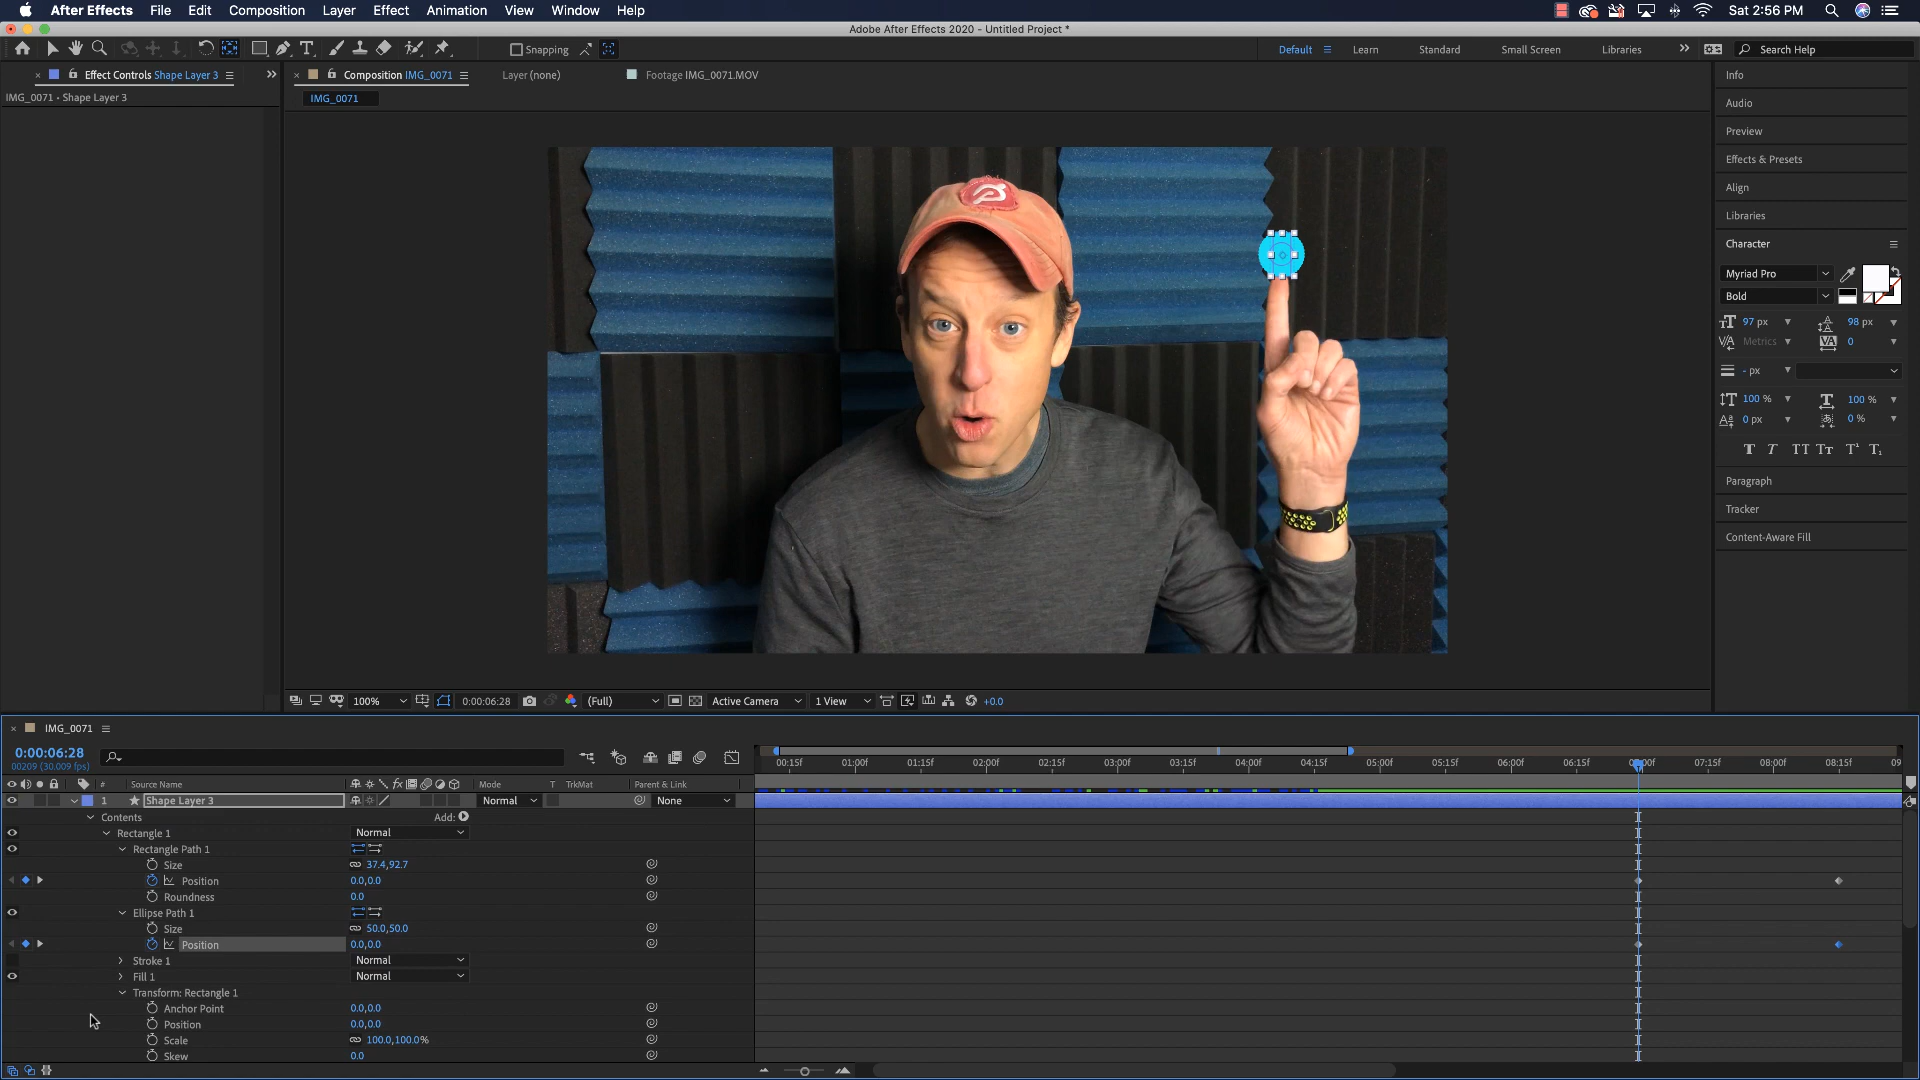 After Effects File Edit Composition Layer Effect Animation View Window Help Sat 2:56 PM
Adobe After Effects 2020 - Untitled Project *
Snapping Default Learn Standard Small Screen Libraries Search Help
Effect Controls Shape Layer 3
Composition IMG_0071 Layer (none) Footage IMG_0071.MOV
IMG_0071 • Shape Layer 3
IMG_0071
Info
Audio
Preview
Effects & Presets
Align
Libraries
Character
Myriad Pro
Bold
97 px 98 px
Metrics 0
- px
100 % 100 %
0 px 0 %
Paragraph
Tracker
Content-Aware Fill
100% 0:00:06:28 (Full) Active Camera 1 View +0.0
IMG_0071
0:00:06:28
00209 (30.009 fps)
00:15f 01:00f 01:15f 02:00f 02:15f 03:00f 03:15f 04:00f 04:15f 05:00f 05:15f 06:00f 06:15f 07:15f 08:00f 08:15f 09
# Source Name Mode T TrkMat Parent & Link
1 Shape Layer 3 Normal None
Contents Add:
Rectangle 1 Normal
Rectangle Path 1
Size 37.4,92.7
Position 0.0,0.0
Roundness 0.0
Ellipse Path 1
Size 50.0,50.0
Position 0.0,0.0
Stroke 1 Normal
Fill 1 Normal
Transform: Rectangle 1
Anchor Point 0.0,0.0
Position 0.0,0.0
Scale 100.0,100.0%
Skew 0.0